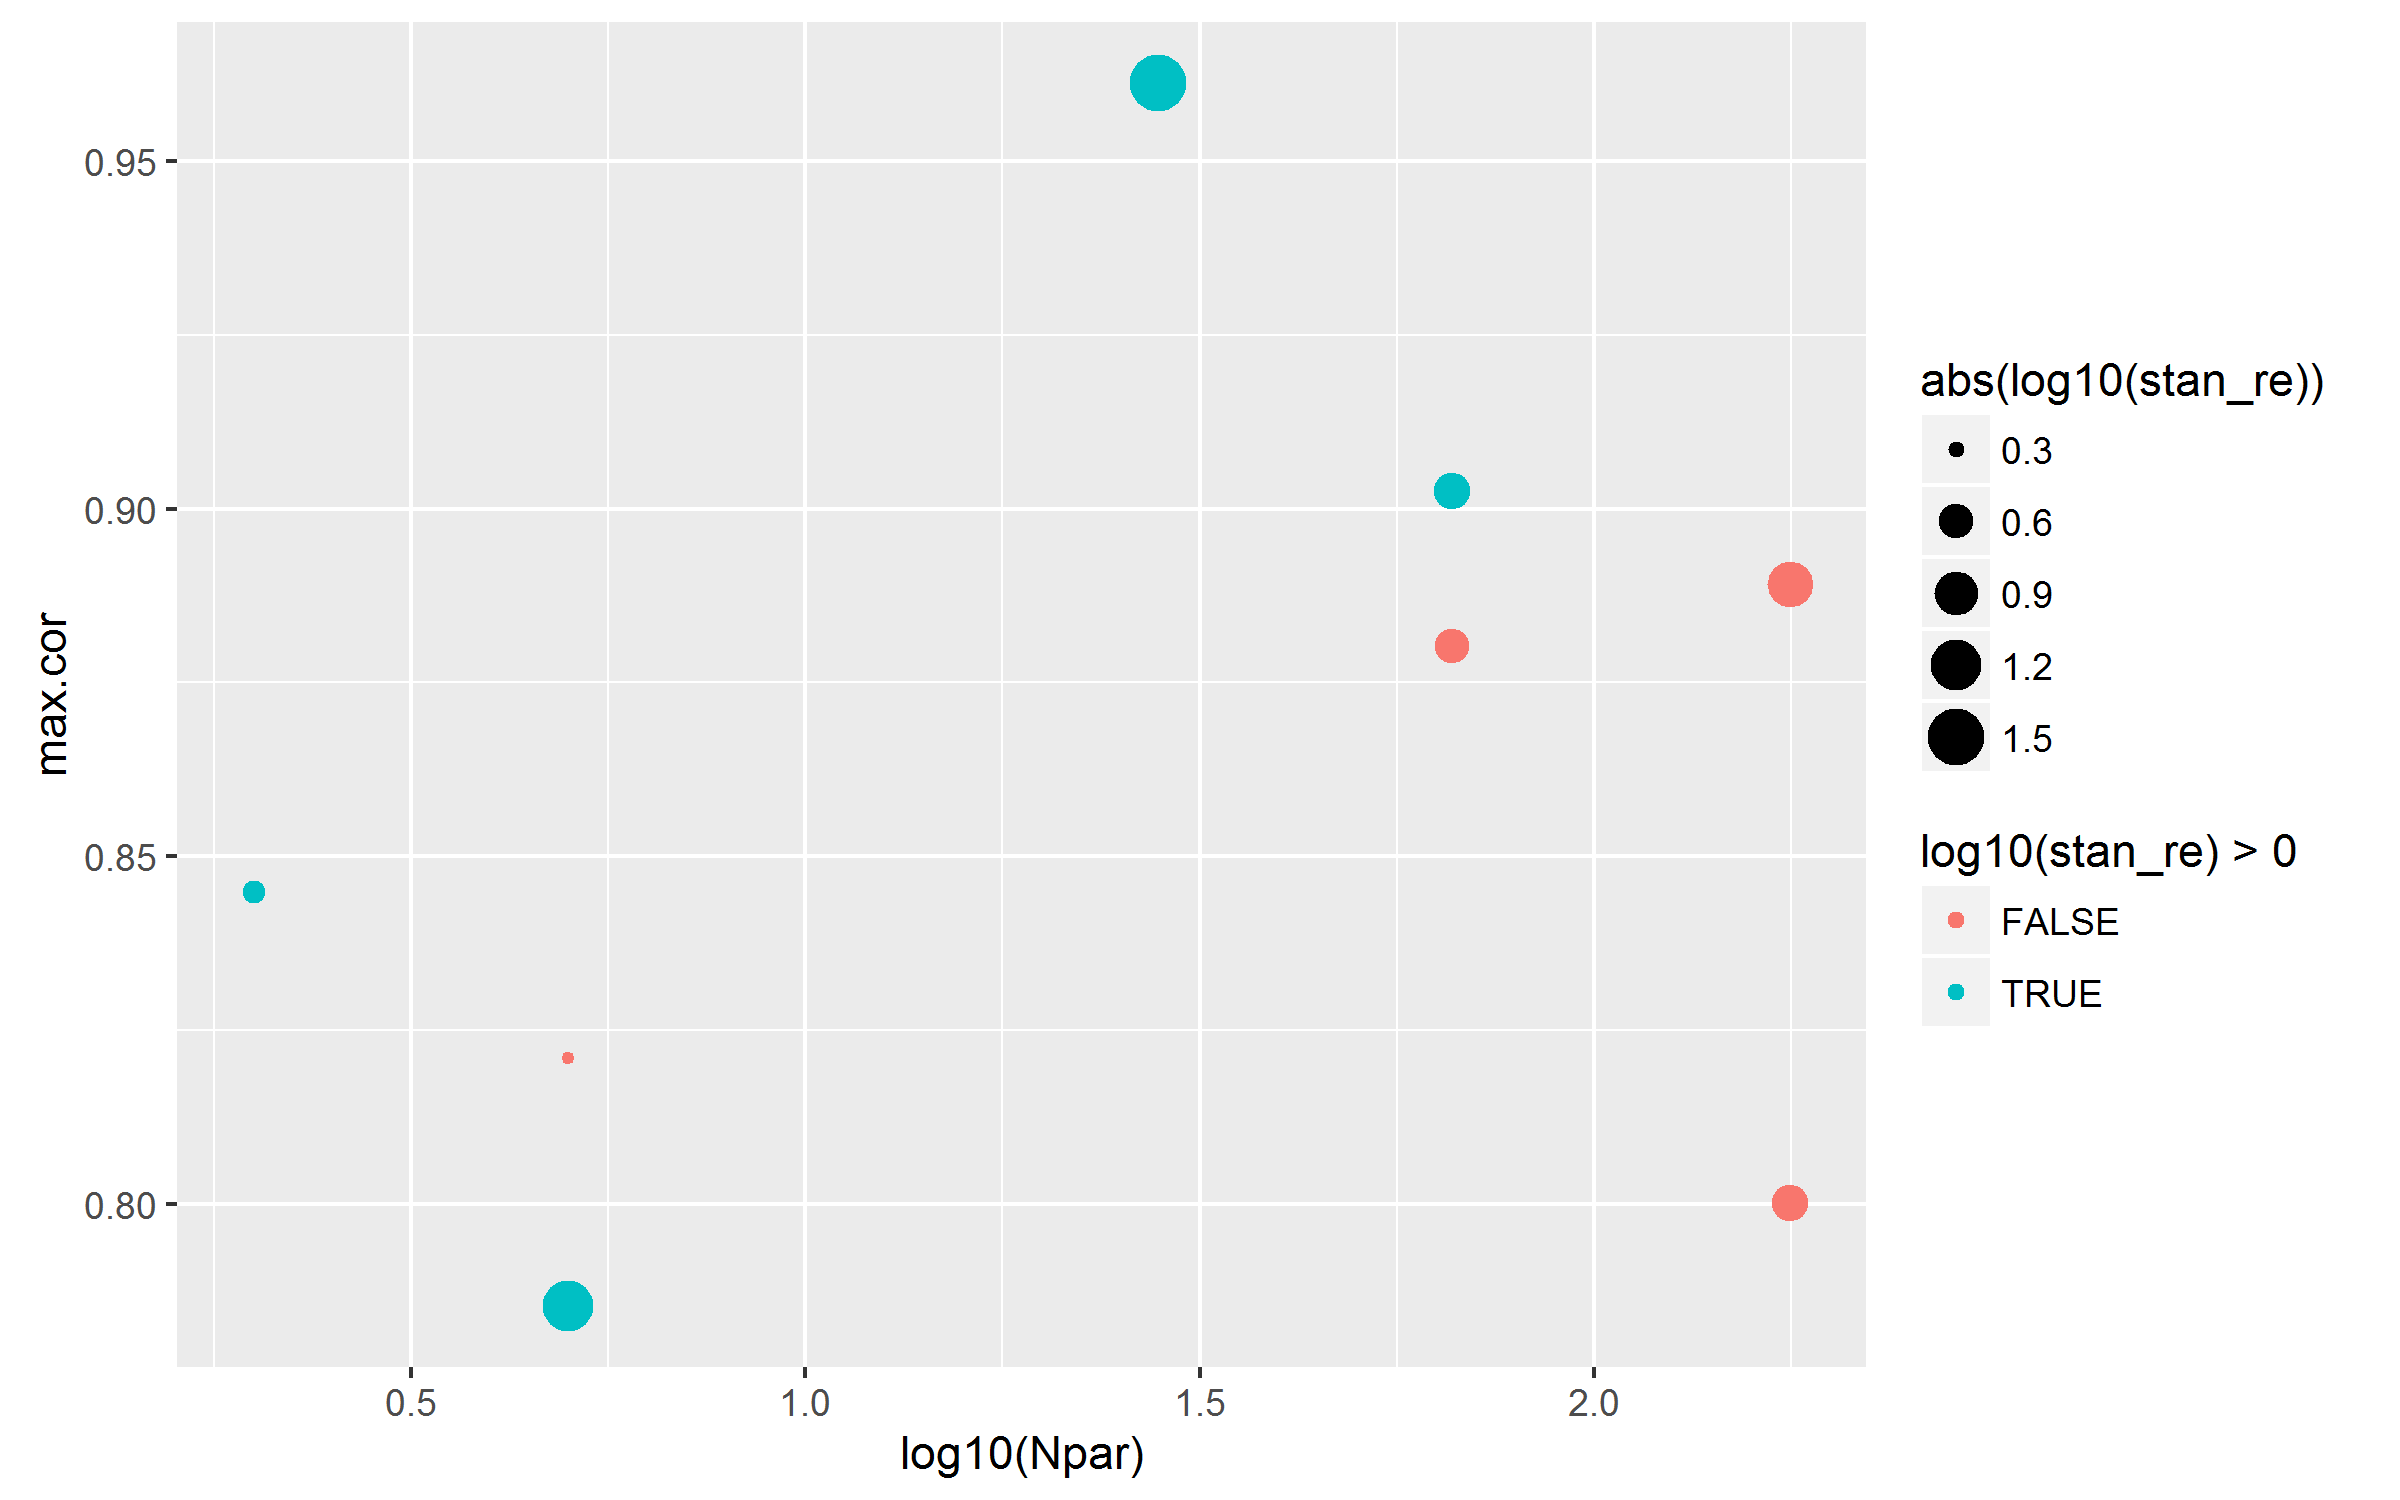 max.cor
0.95
0.90
0.85
0.80
0.5 1.0 1.5 2.0
log10(Npar)
abs(log10(stan_re))
0.3
0.6
0.9
1.2
1.5
log10(stan_re) > 0
FALSE
TRUE